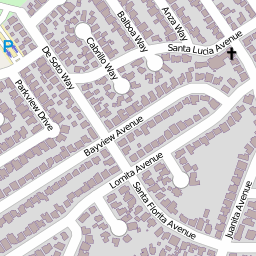 De Soto Way
Cabrillo Way
Balboa Way
Anza Way
Santa Lucia Avenue
P
Parkview Drive
Bayview Avenue
Lomita Avenue
Santa Florita Avenue
Juanita Avenue